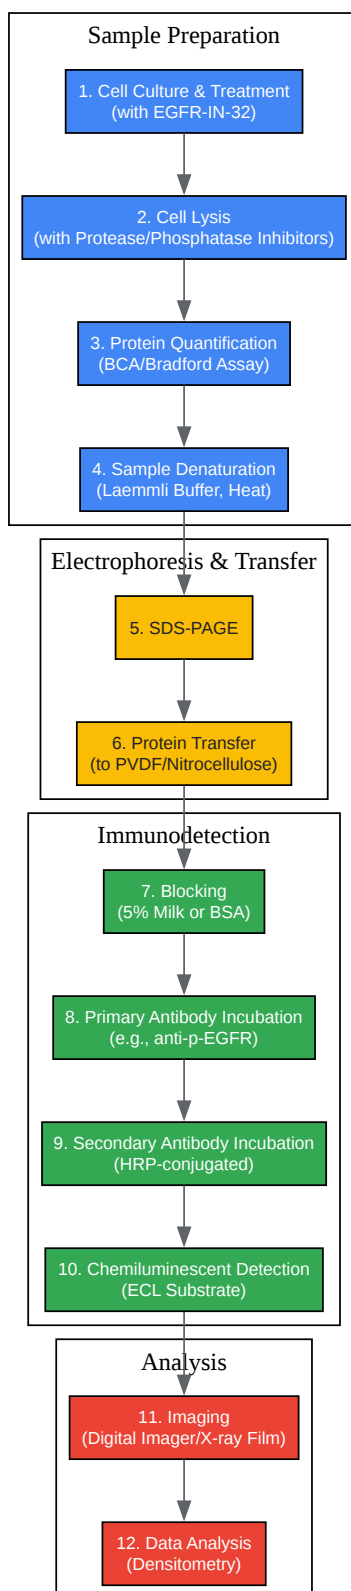 Sample Preparation
1. Cell Culture & Treatment
(with EGFR-IN-32)
2. Cell Lysis
(with Protease/Phosphatase Inhibitors)
3. Protein Quantification
(BCA/Bradford Assay)
4. Sample Denaturation
(Laemmli Buffer, Heat)
Electrophoresis & Transfer
5. SDS-PAGE
6. Protein Transfer
(to PVDF/Nitrocellulose)
Immunodetection
7. Blocking
(5% Milk or BSA)
8. Primary Antibody Incubation
(e.g., anti-p-EGFR)
9. Secondary Antibody Incubation
(HRP-conjugated)
10. Chemiluminescent Detection
(ECL Substrate)
Analysis
11. Imaging
(Digital Imager/X-ray Film)
12. Data Analysis
(Densitometry)